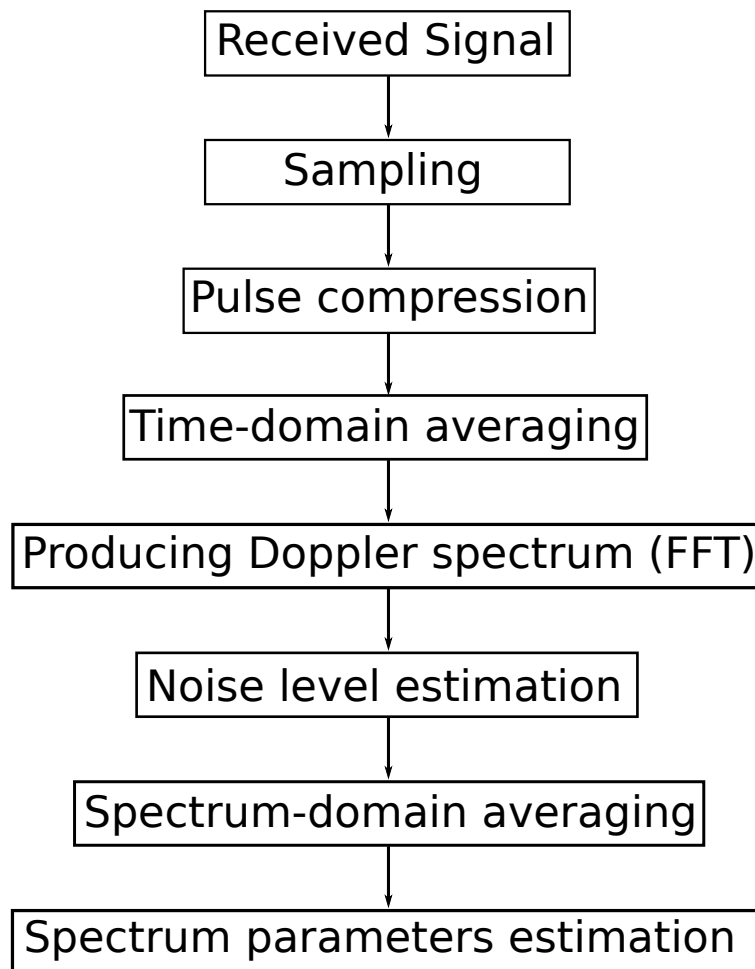 Received Signal
Sampling
Pulse compression
Time-domain averaging
Producing Doppler spectrum (FFT)
Noise level estimation
Spectrum-domain averaging
Spectrum parameters estimation